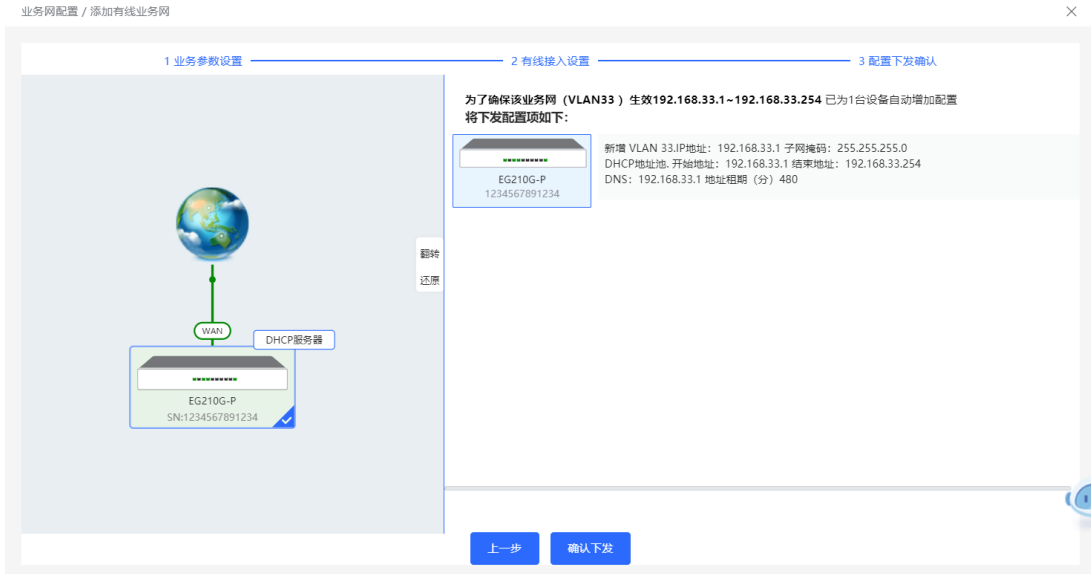 业务网配置 / 添加有线业务网
1 业务参数设置
2 有线接入设置
3 配置下发确认
翻转
还原
WAN
DHCP服务器
EG210G-P
SN:1234567891234
为了确保该业务网（VLAN33 ）生效192.168.33.1~192.168.33.254 已为1台设备自动增加配置
将下发配置项如下：
EG210G-P
1234567891234
新增 VLAN 33.IP地址：192.168.33.1 子网掩码：255.255.255.0
DHCP地址池. 开始地址：192.168.33.1 结束地址：192.168.33.254
DNS：192.168.33.1 地址租期（分）480
上一步
确认下发